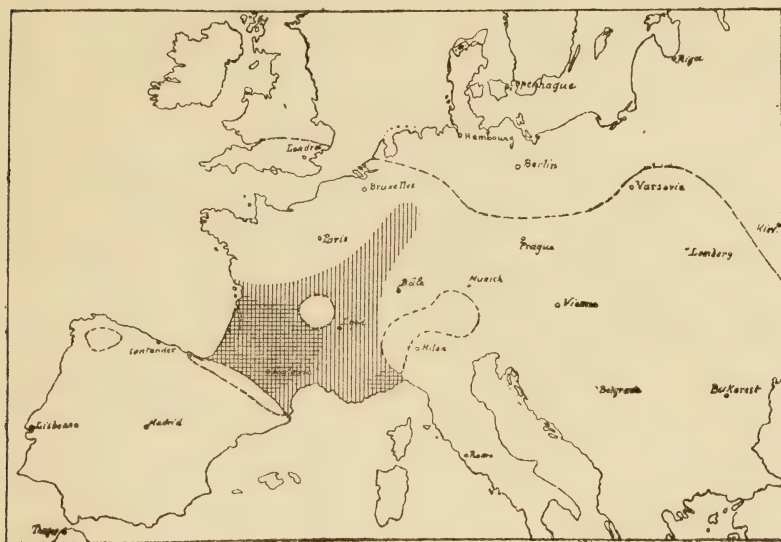 Riga
Copenhague
Londres
Hambourg
Berlin
Bruxelles
Varsovie
Kiev
Paris
Prague
Lemberg
Bâle
Munich
Vienne
Lyon
Santander
Milan
Belgrade
Bukarest
Lisbonne
Madrid
Rome